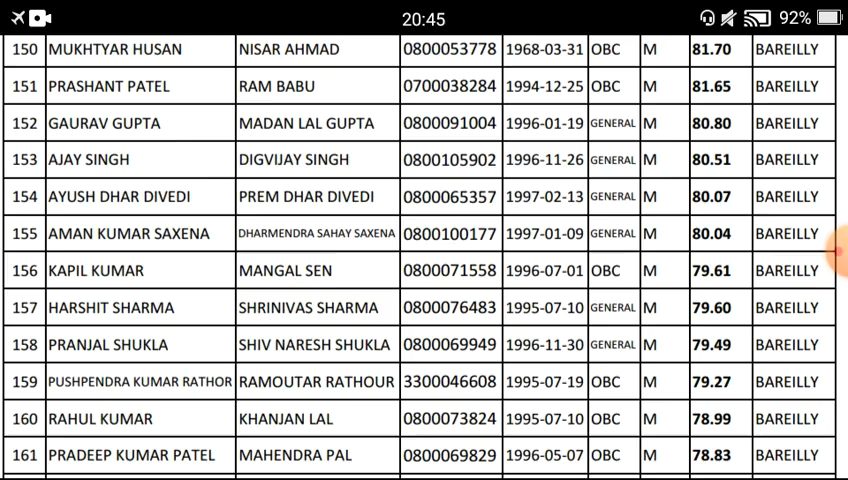 20:45 92%
150 MUKHTYAR HUSAN NISAR AHMAD 0800053778 1968-03-31 OBC M 81.70 BAREILLY
151 PRASHANT PATEL RAM BABU 0700038284 1994-12-25 OBC M 81.65 BAREILLY
152 GAURAV GUPTA MADAN LAL GUPTA 0800091004 1996-01-19 GENERAL M 80.80 BAREILLY
153 AJAY SINGH DIGVIJAY SINGH 0800105902 1996-11-26 GENERAL M 80.51 BAREILLY
154 AYUSH DHAR DIVEDI PREM DHAR DIVEDI 0800065357 1997-02-13 GENERAL M 80.07 BAREILLY
155 AMAN KUMAR SAXENA DHARMENDRA SAHAY SAXENA 0800100177 1997-01-09 GENERAL M 80.04 BAREILLY
156 KAPIL KUMAR MANGAL SEN 0800071558 1996-07-01 OBC M 79.61 BAREILLY
157 HARSHIT SHARMA SHRINIVAS SHARMA 0800076483 1995-07-10 GENERAL M 79.60 BAREILLY
158 PRANJAL SHUKLA SHIV NARESH SHUKLA 0800069949 1996-11-30 GENERAL M 79.49 BAREILLY
159 PUSHPENDRA KUMAR RATHOR RAMOUTAR RATHOUR 3300046608 1995-07-19 OBC M 79.27 BAREILLY
160 RAHUL KUMAR KHANJAN LAL 0800073824 1995-07-10 OBC M 78.99 BAREILLY
161 PRADEEP KUMAR PATEL MAHENDRA PAL 0800069829 1996-05-07 OBC M 78.83 BAREILLY